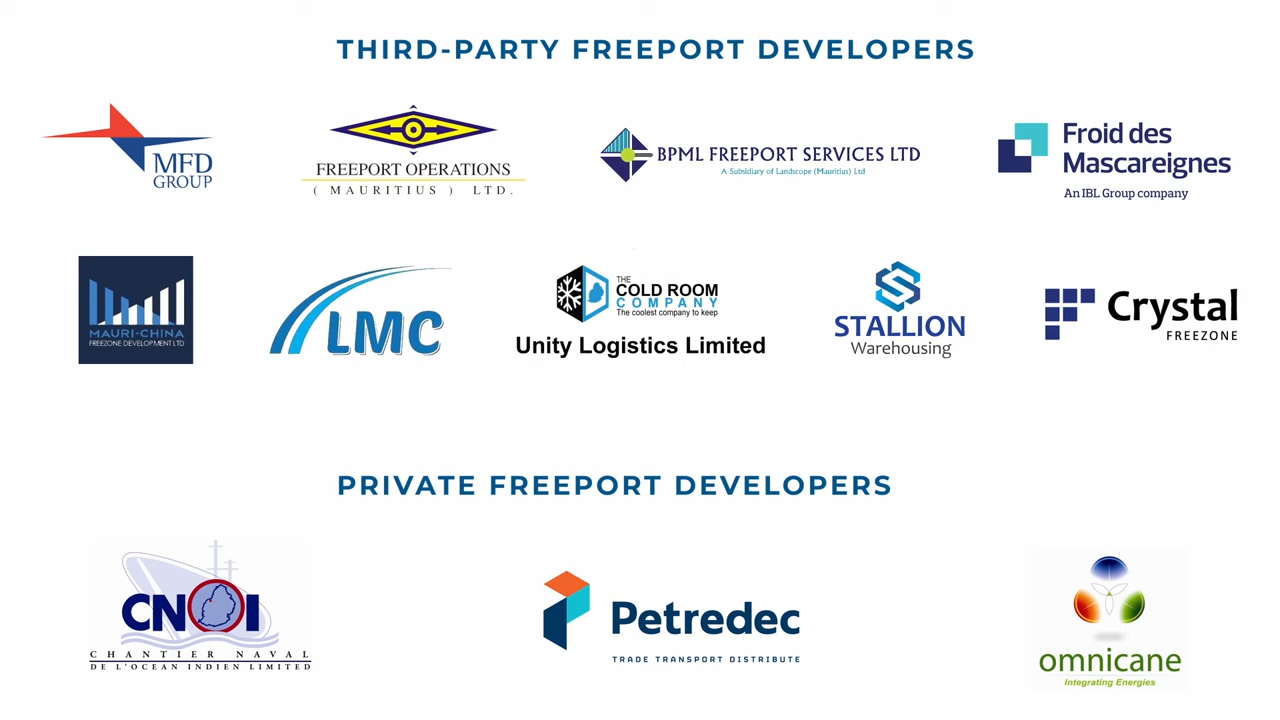 THIRD-PARTY FREEPORT DEVELOPERS
MFD
GROUP
FREEPORT OPERATIONS
( MAURITIUS ) LTD.
BPML FREEPORT SERVICES LTD
A Subsidiary of Landscope (Mauritius) Ltd
Froid des
Mascareignes
An IBL Group company
MAURI-CHINA
FREEZONE DEVELOPMENT LTD
LMC
THE
COLD ROOM
COMPANY
The coolest company to keep
Unity Logistics Limited
STALLION
Warehousing
Crystal
FREEZONE
PRIVATE FREEPORT DEVELOPERS
CNOI
CHANTIER NAVAL
DE L'OCEAN INDIEN LIMITED
Petredec
TRADE TRANSPORT DISTRIBUTE
omnicane
Integrating Energies